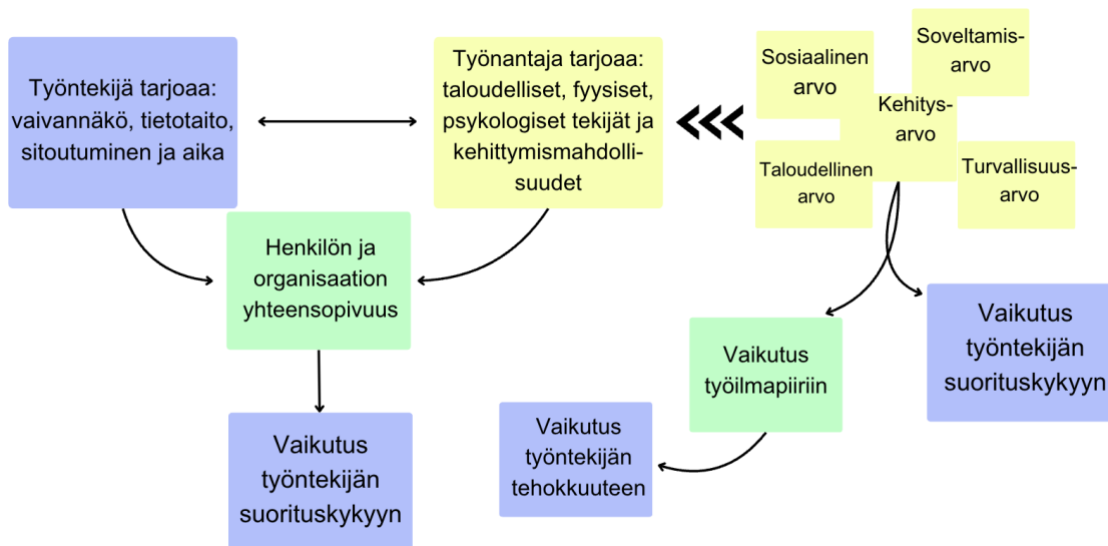 Työntekijä tarjoaa:
vaivannäkö, tietotaito,
sitoutuminen ja aika
Työnantaja tarjoaa:
taloudelliset, fyysiset,
psykologiset tekijät ja
kehittymismahdolli-
suudet
Sosiaalinen
arvo
Soveltamis-
arvo
Kehitys-
arvo
Taloudellinen
arvo
Turvallisuus-
arvo
Henkilön ja
organisaation
yhteensopivuus
Vaikutus
työntekijän
suorituskykyyn
Vaikutus
työilmapiiriin
Vaikutus
työntekijän
suorituskykyyn
Vaikutus
työntekijän
tehokkuuteen